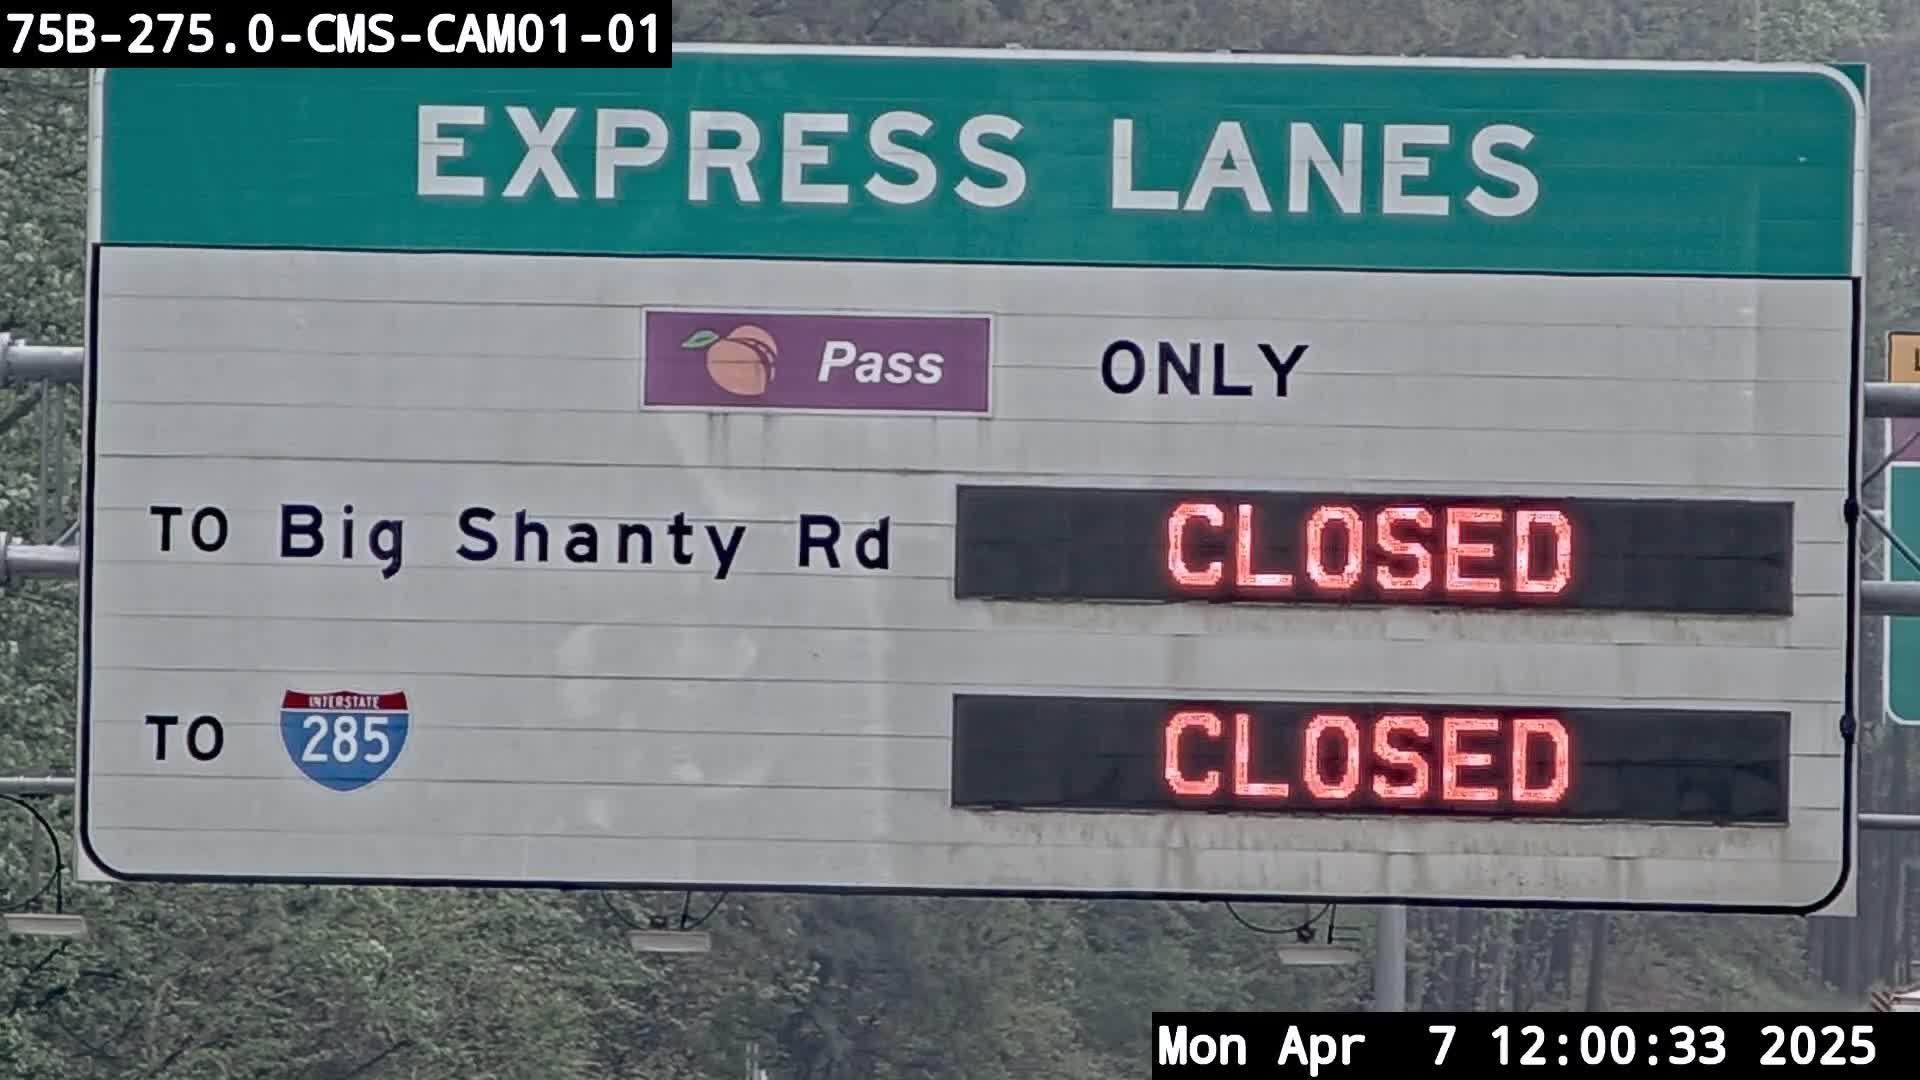 75B-275.0-CMS-CAM01-01
EXPRESS LANES
Pass ONLY
TO Big Shanty Rd CLOSED
TO INTERSTATE 285 CLOSED
Mon Apr 7 12:00:33 2025